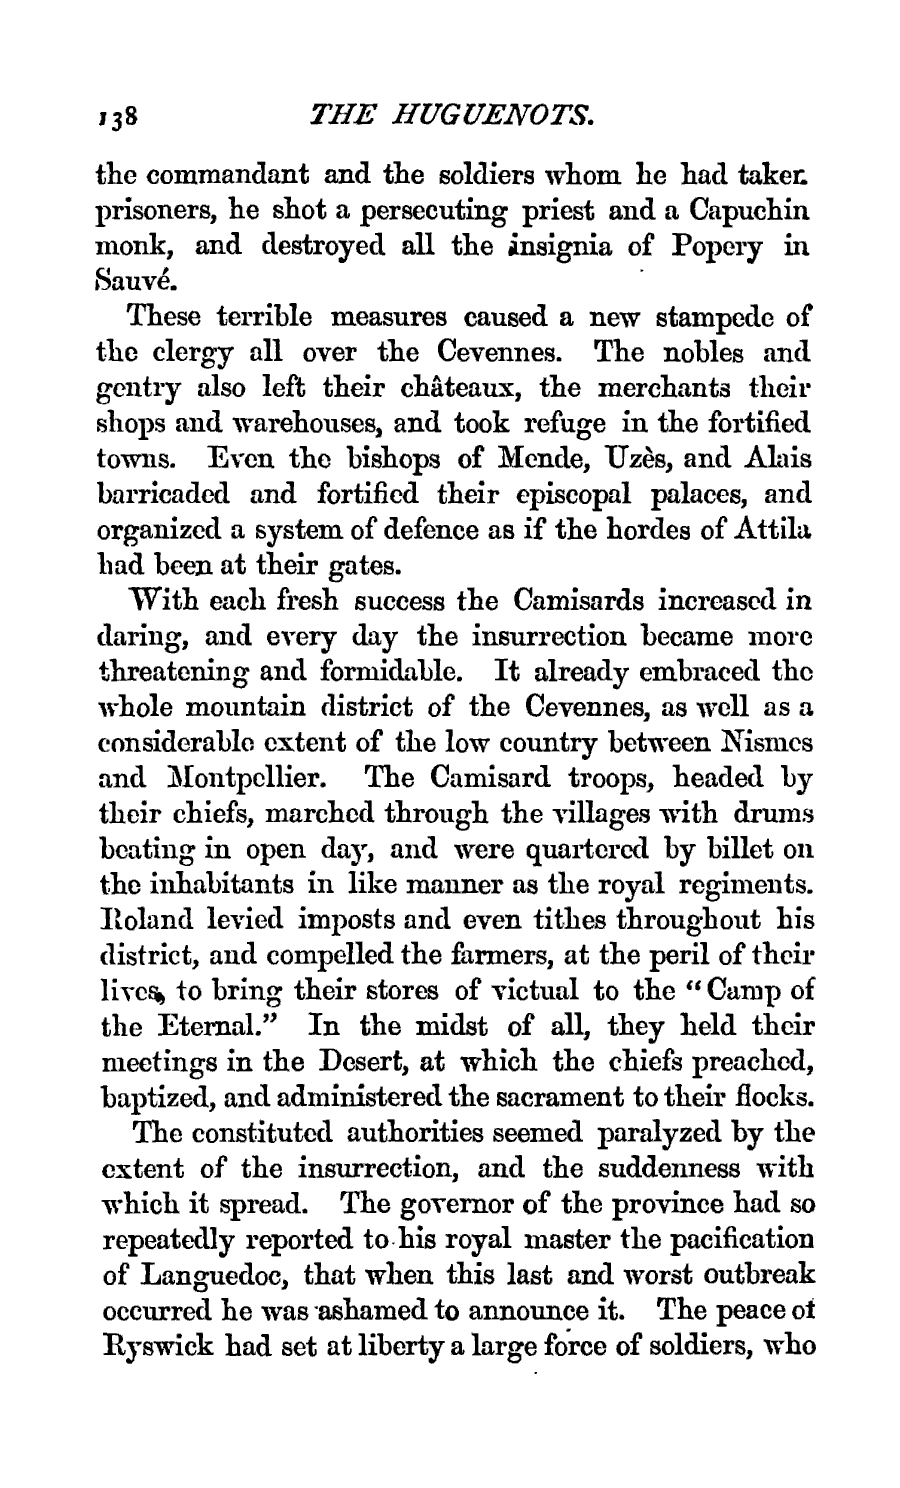 138 THE HUGUENOTS.
the commandant and the soldiers whom he had taken
prisoners, he shot a persecuting priest and a Capuchin
monk, and destroyed all the insignia of Popery in
Sauvé.
These terrible measures caused a new stampede of
the clergy all over the Cevennes. The nobles and
gentry also left their châteaux, the merchants their
shops and warehouses, and took refuge in the fortified
towns. Even the bishops of Mende, Uzès, and Alais
barricaded and fortified their episcopal palaces, and
organized a system of defence as if the hordes of Attila
had been at their gates.
With each fresh success the Camisards increased in
daring, and every day the insurrection became more
threatening and formidable. It already embraced the
whole mountain district of the Cevennes, as well as a
considerable extent of the low country between Nismes
and Montpellier. The Camisard troops, headed by
their chiefs, marched through the villages with drums
beating in open day, and were quartered by billet on
the inhabitants in like manner as the royal regiments.
Roland levied imposts and even tithes throughout his
district, and compelled the farmers, at the peril of their
lives, to bring their stores of victual to the "Camp of
the Eternal." In the midst of all, they held their
meetings in the Desert, at which the chiefs preached,
baptized, and administered the sacrament to their flocks.
The constituted authorities seemed paralyzed by the
extent of the insurrection, and the suddenness with
which it spread. The governor of the province had so
repeatedly reported to his royal master the pacification
of Languedoc, that when this last and worst outbreak
occurred he was ashamed to announce it. The peace of
Ryswick had set at liberty a large force of soldiers, who